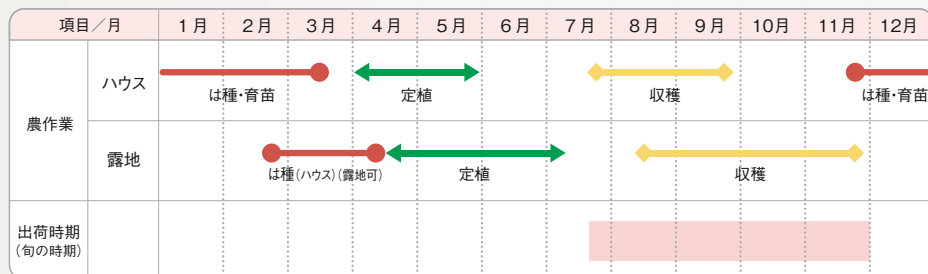 項目／月 1月 2月 3月 4月 5月 6月 7月 8月 9月 10月 11月 12月
農作業
ハウス
は種・育苗 定植 収穫 は種・育苗
露地
は種(ハウス)(露地可) 定植 収穫
出荷時期
(旬の時期)